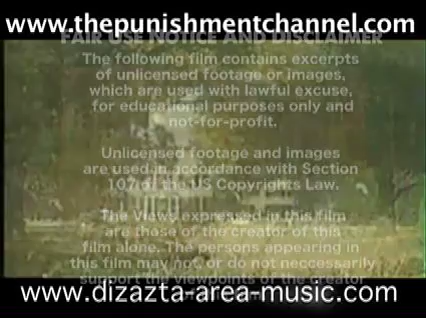 www.thepunishmentchannel.com
FAIR USE NOTICE AND DISCLAIMER
The following film contains excerpts
of unlicensed footage or images,
which are used with lawful excuse,
for educational purposes only and
not-for-profit.
Unlicensed footage and images
are used in accordance with Section
107 of the US Copyrights Law.
The Views expressed in this film
are those of the creator of this
film alone. The persons appearing in
this film may not, or do not neccessarily
support the viewpoints of the creator
www.dizazta-area-music.com